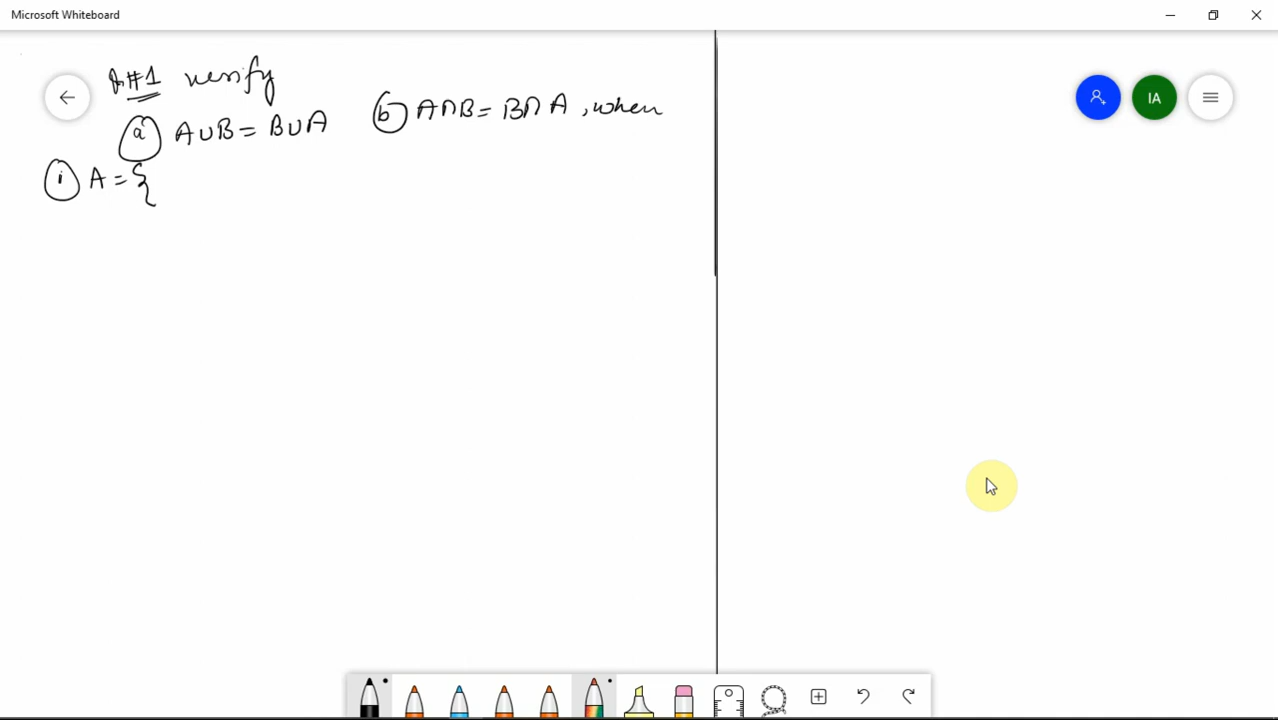 Microsoft Whiteboard
Q#1 verify
(a) A∪B = B∪A (b) A∩B = B∩A , when
(i) A = {
IA